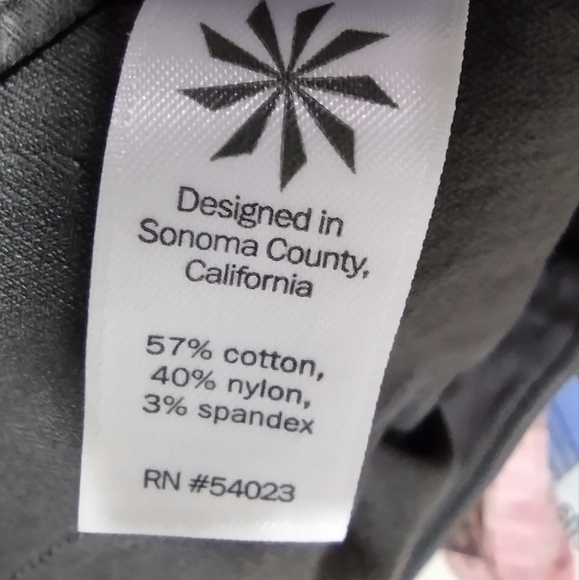 Designed in
Sonoma County,
California
57% cotton,
40% nylon,
3% spandex
RN #54023